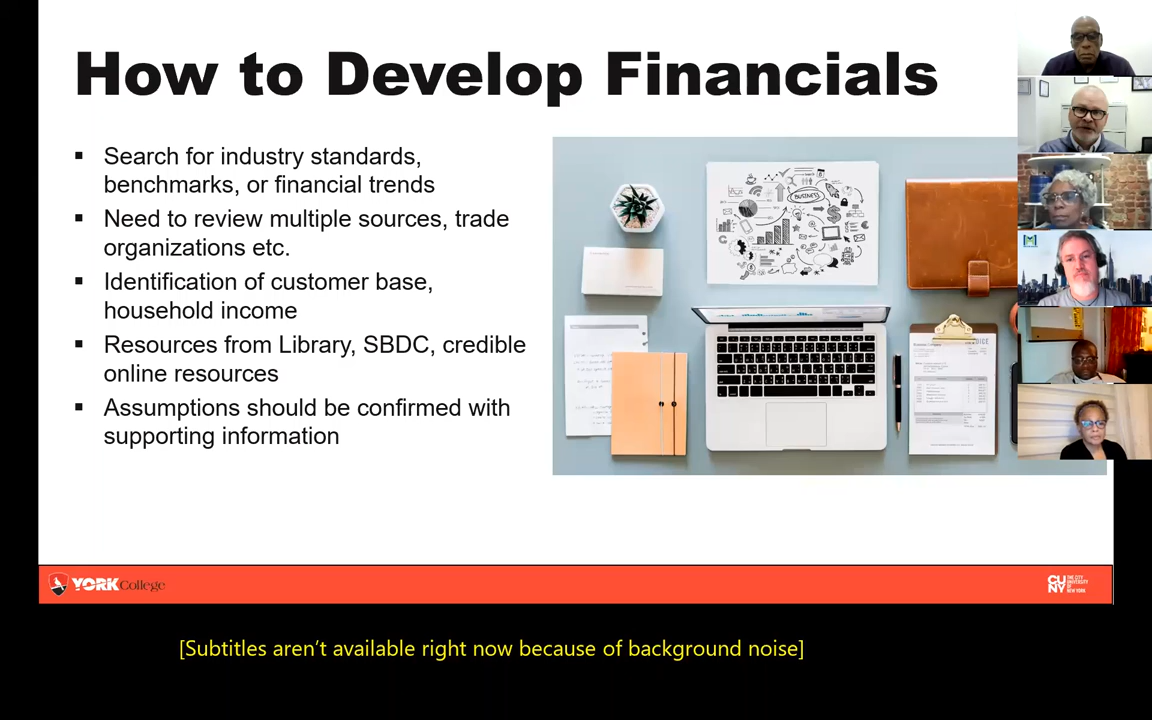 How to Develop Financials
▪ Search for industry standards,
benchmarks, or financial trends
▪ Need to review multiple sources, trade
organizations etc.
▪ Identification of customer base,
household income
▪ Resources from Library, SBDC, credible
online resources
▪ Assumptions should be confirmed with
supporting information
BUSINESS
YORK College
CUNY
THE CITY
UNIVERSITY
OF
NEW YORK
[Subtitles aren't available right now because of background noise]